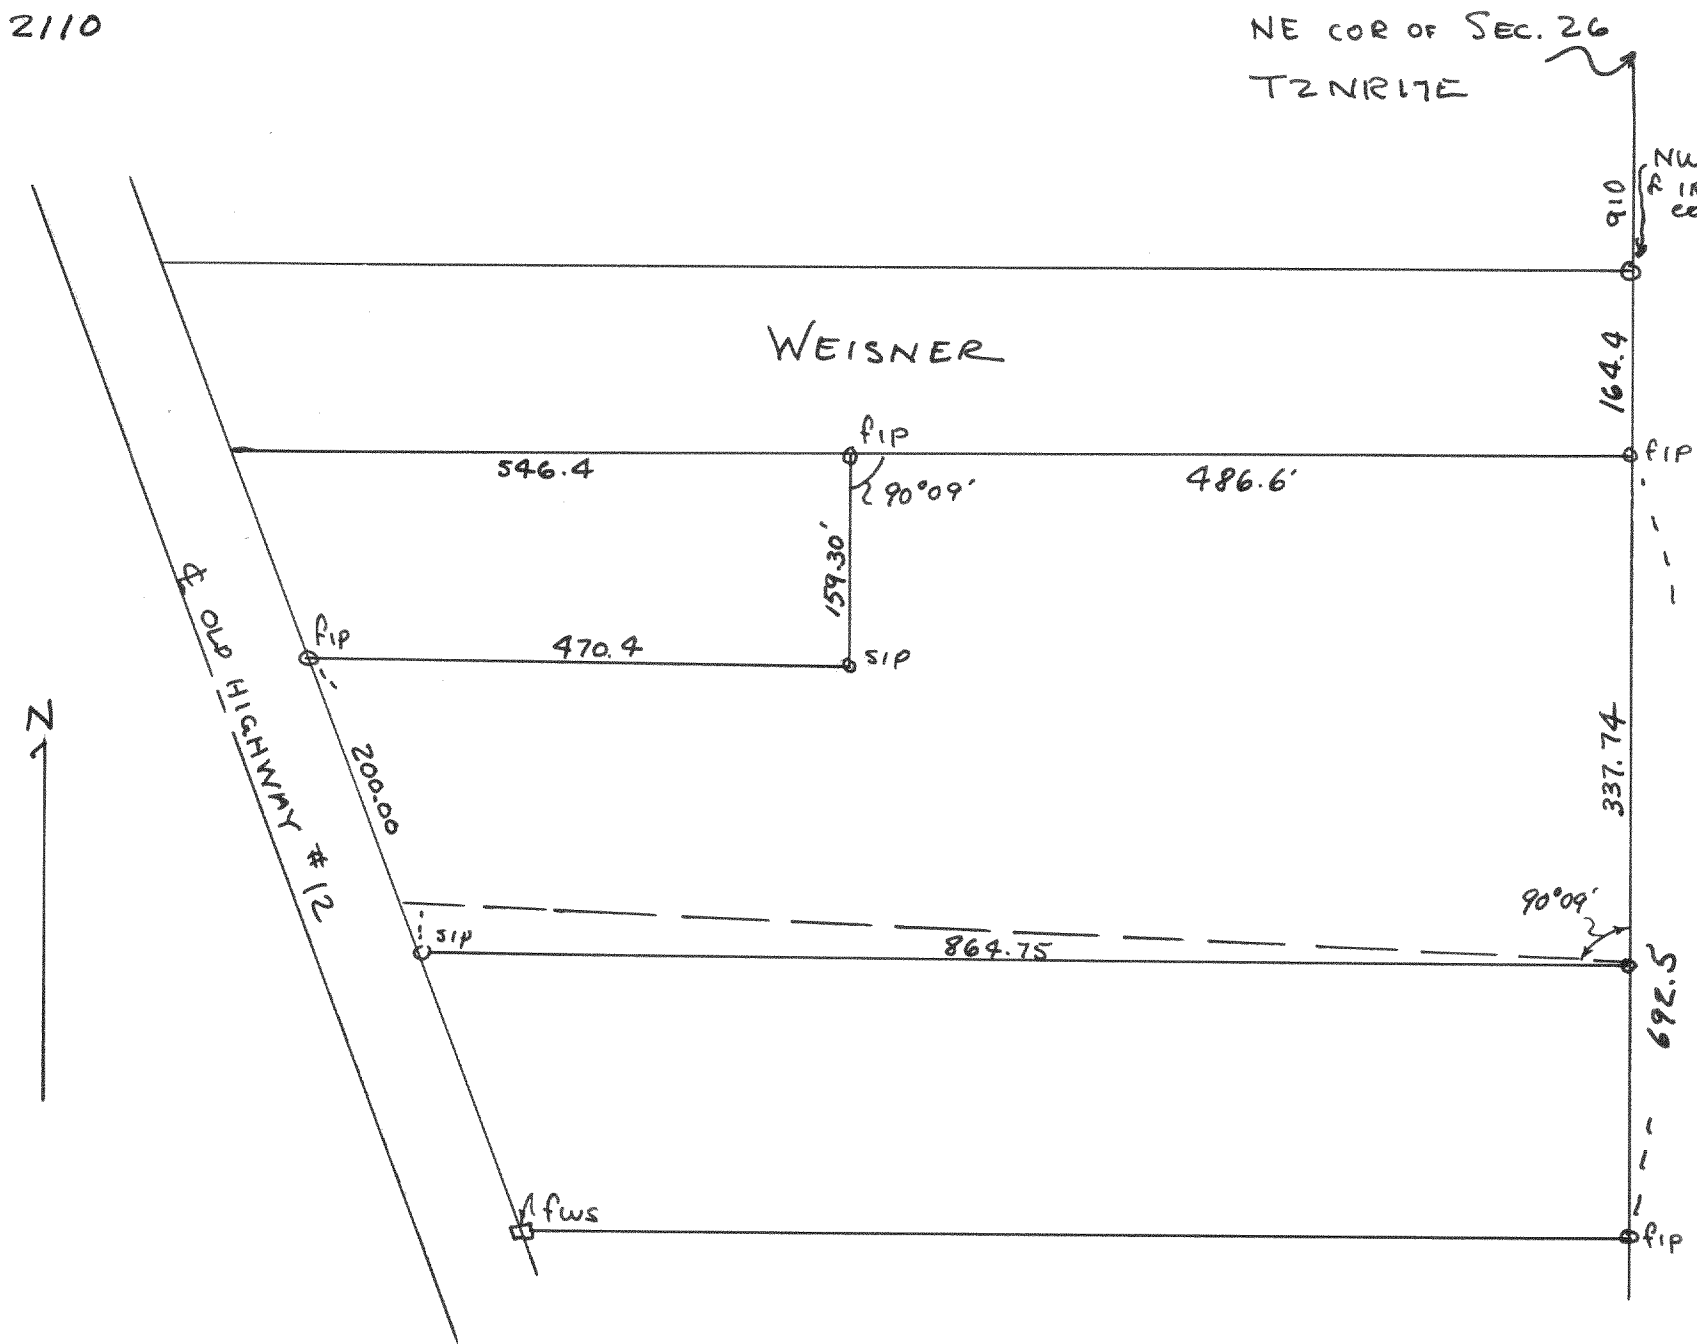 2110
NE COR OF SEC. 26
T2NR17E
910
WEISNER
164.4
fip
546.4
486.6'
fip
90°09'
159.30'
fip
470.4
sip
℄ OLD HIGHWAY #12
N
200.00
337.74
90°09'
sip
864.75
692.5
fws
fip